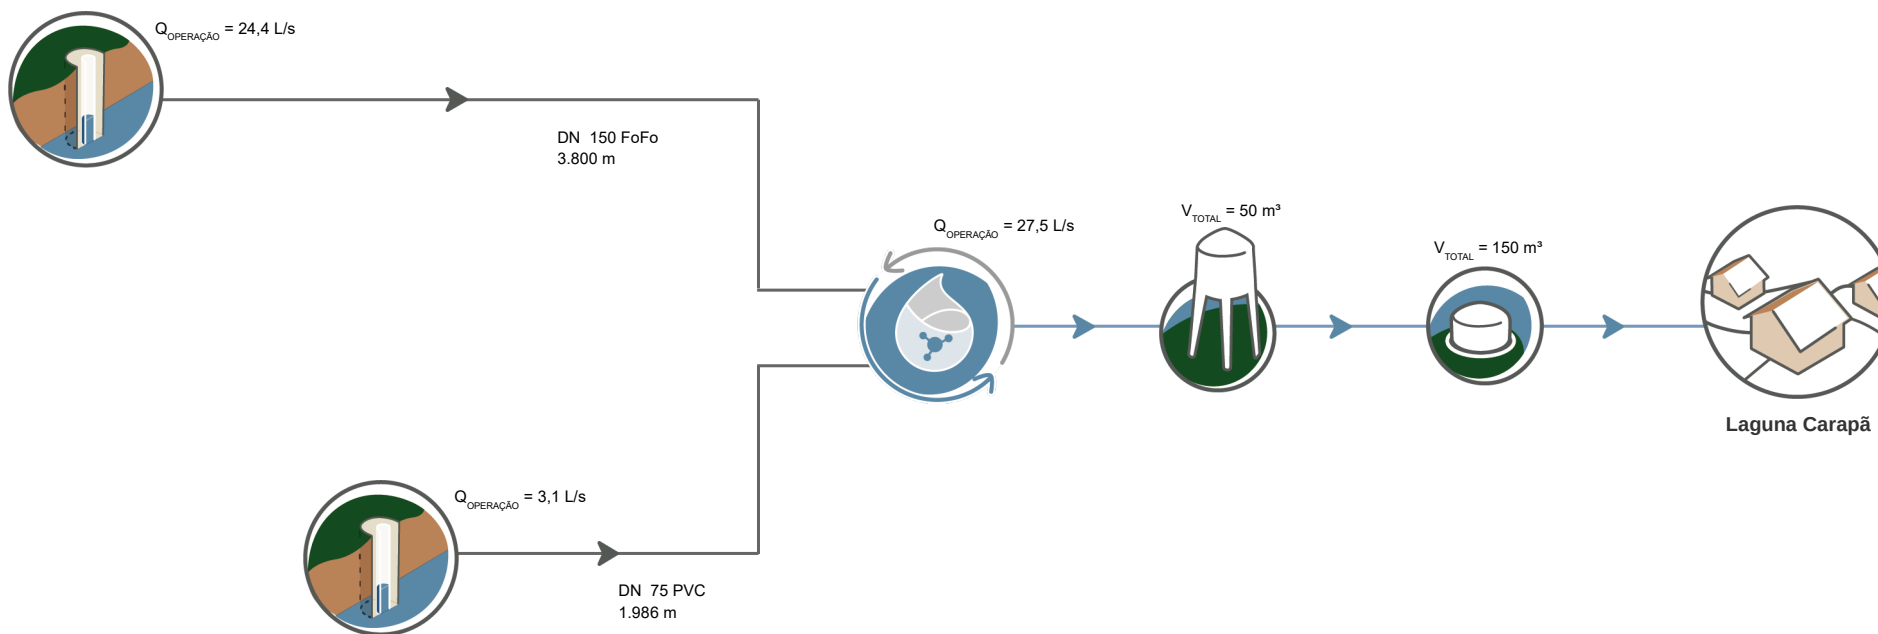 QOPERAÇÃO = 24,4 L/s
DN 150 FoFo
3.800 m
QOPERAÇÃO = 27,5 L/s
VTOTAL = 50 m³
VTOTAL = 150 m³
Laguna Carapã
QOPERAÇÃO = 3,1 L/s
DN 75 PVC
1.986 m